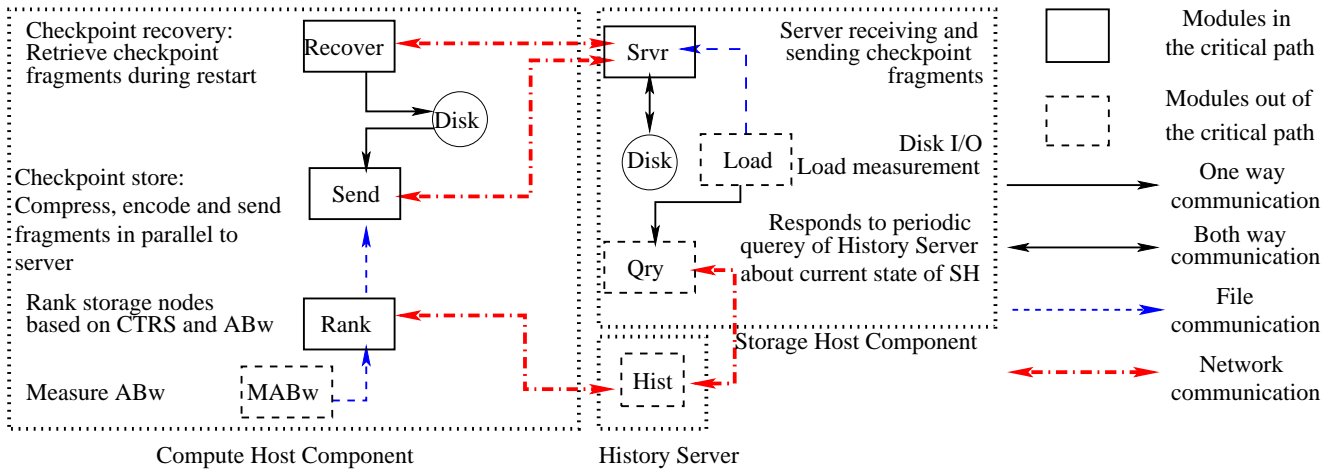 Checkpoint recovery:
Retrieve checkpoint
fragments during restart
Recover
Disk
Checkpoint store:
Compress, encode and send
fragments in parallel to
server
Send
Rank storage nodes
based on CTRS and ABw
Rank
Measure ABw
MABw
Compute Host Component
Srvr
Server receiving and
sending checkpoint
fragments
Disk
Load
Disk I/O
Load measurement
Responds to periodic
querey of History Server
about current state of SH
Qry
Storage Host Component
Hist
History Server
Modules in
the critical path
Modules out of
the critical path
One way
communication
Both way
communication
File
communication
Network
communication